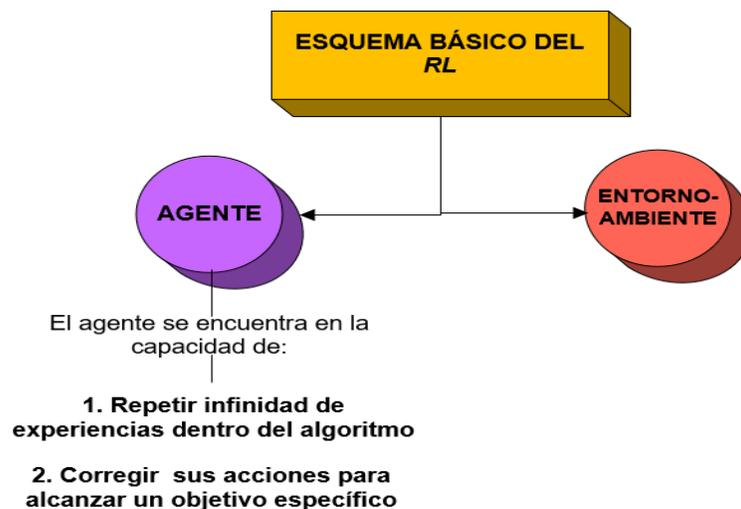 ESQUEMA BÁSICO DEL
RL
AGENTE
ENTORNO-
AMBIENTE
El agente se encuentra en la
capacidad de:
1. Repetir infinidad de
experiencias dentro del algoritmo
2. Corregir sus acciones para
alcanzar un objetivo específico